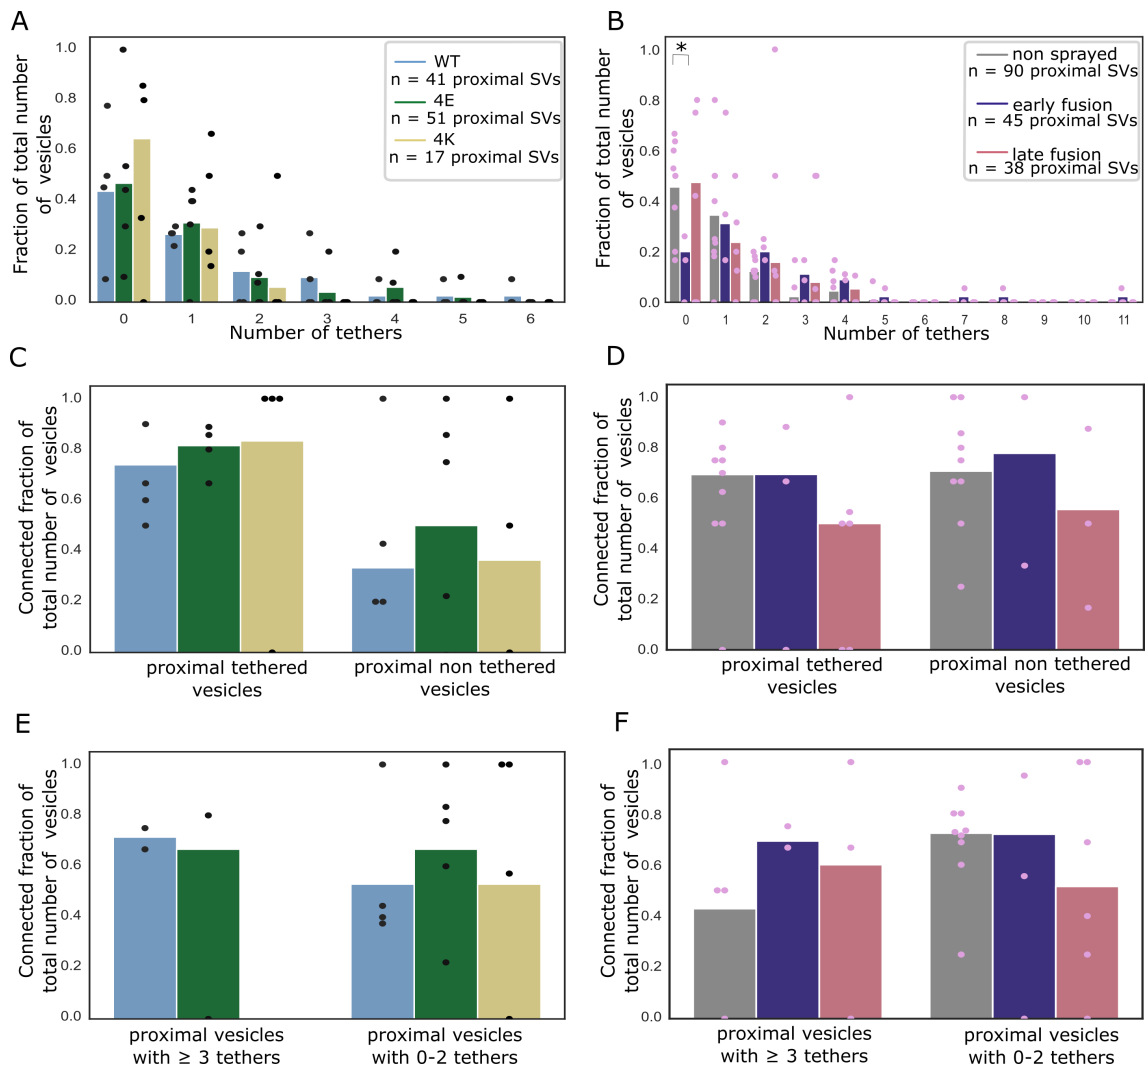 A
Fraction of total number
of vesicles
1.0
0.8
0.6
0.4
0.2
0.0
WT
n = 41 proximal SVs
4E
n = 51 proximal SVs
4K
n = 17 proximal SVs
0 1 2 3 4 5 6
Number of tethers
B
Fraction of total number
of vesicles
1.0
0.8
0.6
0.4
0.2
0.0
*
non sprayed
n = 90 proximal SVs
early fusion
n = 45 proximal SVs
late fusion
n = 38 proximal SVs
0 1 2 3 4 5 6 7 8 9 10 11
Number of tethers
C
Connected fraction of
total number of vesicles
1.0
0.8
0.6
0.4
0.2
0.0
proximal tethered
vesicles
proximal non tethered
vesicles
D
Connected fraction of
total number of vesicles
1.0
0.8
0.6
0.4
0.2
0.0
proximal tethered
vesicles
proximal non tethered
vesicles
E
Connected fraction of
total number of vesicles
1.0
0.8
0.6
0.4
0.2
0.0
proximal vesicles
with ≥ 3 tethers
proximal vesicles
with 0-2 tethers
F
Connected fraction of
total number of vesicles
1.0
0.8
0.6
0.4
0.2
0.0
proximal vesicles
with ≥ 3 tethers
proximal vesicles
with 0-2 tethers